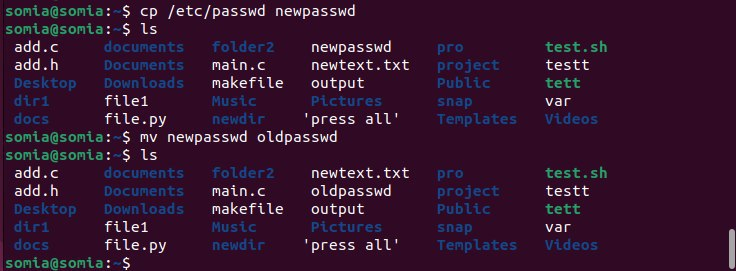 somia@somia:~$ cp /etc/passwd newpasswd
somia@somia:~$ ls
add.c documents folder2 newpasswd pro test.sh
add.h Documents main.c newtext.txt project testt
Desktop Downloads makefile output Public tett
dir1 file1 Music Pictures snap var
docs file.py newdir 'press all' Templates Videos
somia@somia:~$ mv newpasswd oldpasswd
somia@somia:~$ ls
add.c documents folder2 newtext.txt pro test.sh
add.h Documents main.c oldpasswd project testt
Desktop Downloads makefile output Public tett
dir1 file1 Music Pictures snap var
docs file.py newdir 'press all' Templates Videos
somia@somia:~$